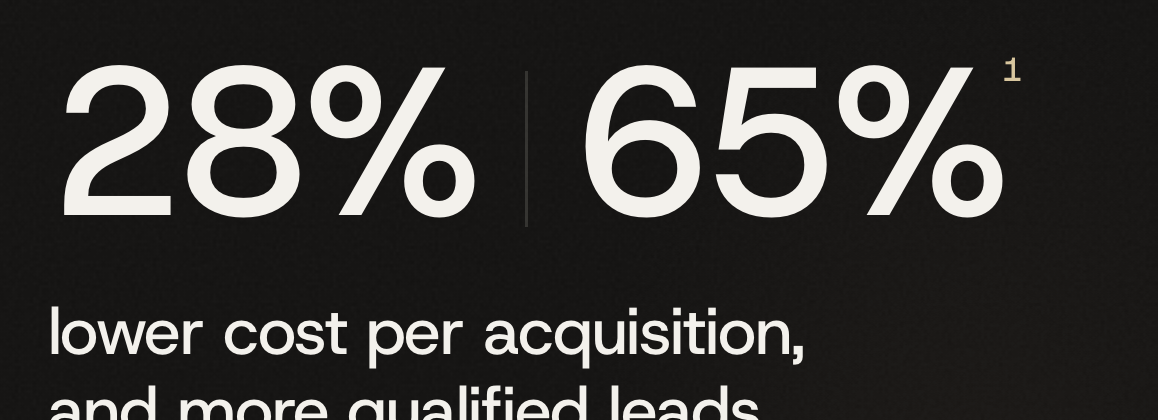 28% 65%1
lower cost per acquisition,
and more qualified leads